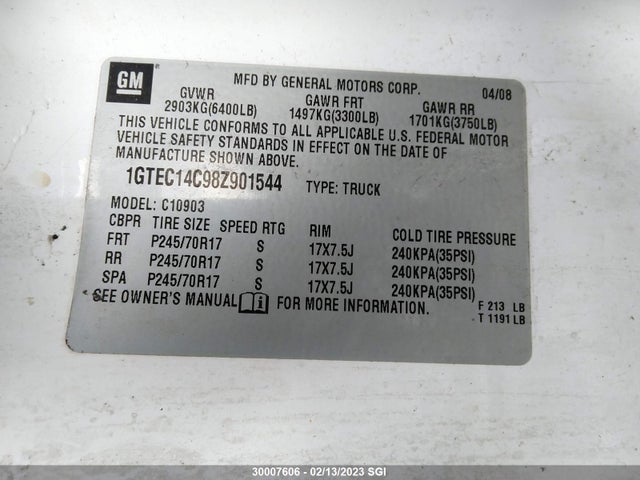 GM
MFD BY GENERAL MOTORS CORP. 04/08
GVWR GAWR FRT GAWR RR
2903KG(6400LB) 1497KG(3300LB) 1701KG(3750LB)
THIS VEHICLE CONFORMS TO ALL APPLICABLE U.S. FEDERAL MOTOR
VEHICLE SAFETY STANDARDS IN EFFECT ON THE DATE OF
MANUFACTURE SHOWN ABOVE.
1GTEC14C98Z901544 TYPE: TRUCK
MODEL: C10903
CBPR TIRE SIZE SPEED RTG RIM COLD TIRE PRESSURE
FRT P245/70R17 S 17X7.5J 240KPA(35PSI)
RR P245/70R17 S 17X7.5J 240KPA(35PSI)
SPA P245/70R17 S 17X7.5J 240KPA(35PSI)
SEE OWNER'S MANUAL FOR MORE INFORMATION.
F 213 LB
T 1191 LB
30007606 - 02/13/2023 SGI